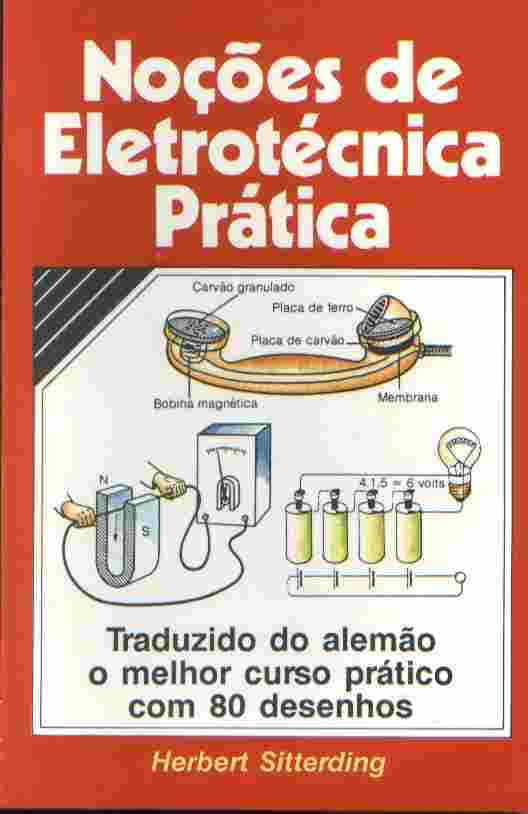 Noções de
Eletrotécnica
Prática
Carvão granulado
Placa de ferro
Placa de carvão
Bobina magnética
Membrana
N
S
4.1,5 = 6 volts
Traduzido do alemão
o melhor curso prático
com 80 desenhos
Herbert Sitterding